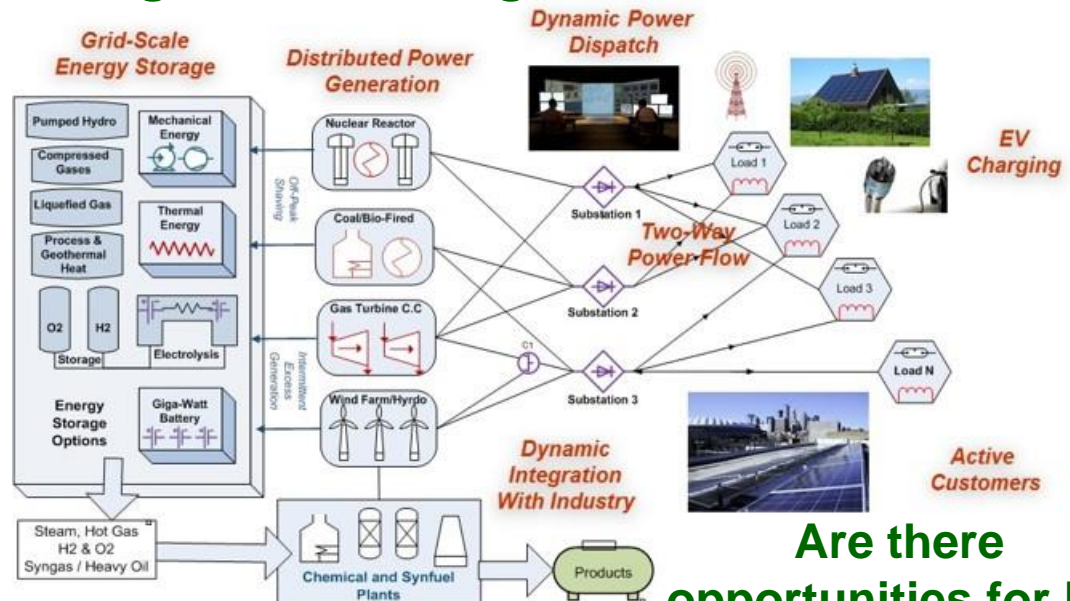 Grid-Scale
Energy Storage
Distributed Power
Generation
Dynamic Power
Dispatch
EV
Charging
Pumped Hydro
Compressed
Gases
Liquefied Gas
Process &
Geothermal
Heat
O2
H2
Storage
Mechanical
Energy
Thermal
Energy
Electrolysis
Giga-Watt
Battery
Energy
Storage
Options
Off-Peak
Shaving
Intermittent
Excess
Generation
Nuclear Reactor
Coal/Bio-Fired
Gas Turbine C.C
Wind Farm/Hyrdo
C1
Substation 1
Substation 2
Substation 3
Two-Way
Power Flow
Load 1
Load 2
Load 3
Load N
Dynamic
Integration
With Industry
Active
Customers
Steam, Hot Gas
H2 & O2
Syngas / Heavy Oil
Chemical and Synfuel
Plants
Products
Are there
opportunities for